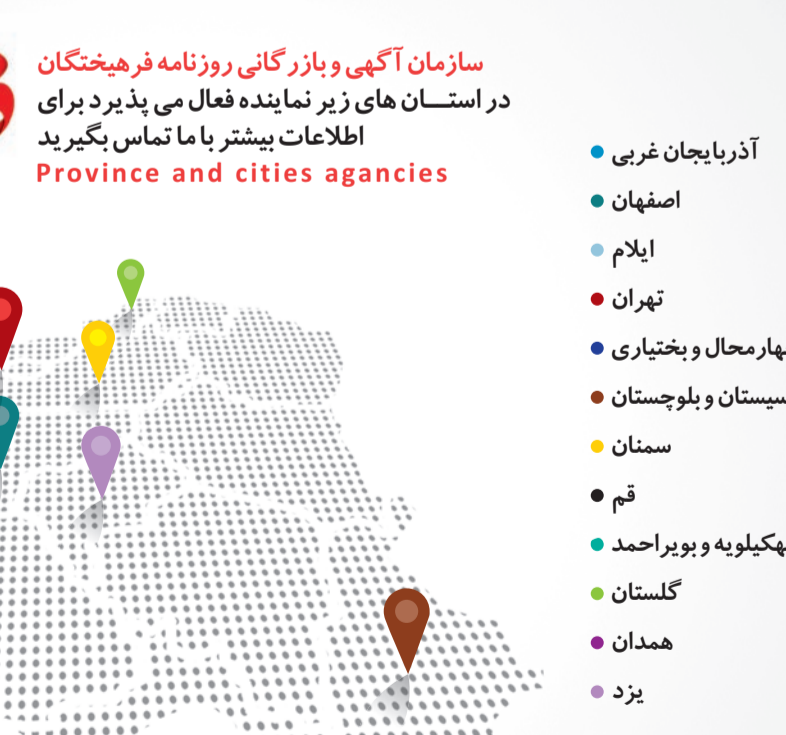 سازمان آگهی و بازرگانی روزنامه فرهیختگان
در استــان های زیر نماینده فعال می پذیرد برای
اطلاعات بیشتر با ما تماس بگیرید
Province and cities agancies
آذربایجان غربی
اصفهان
ایلام
تهران
هارمحال و بختیاری
سیستان و بلوچستان
سمنان
قم
هکیلویه و بویراحمد
گلستان
همدان
یزد